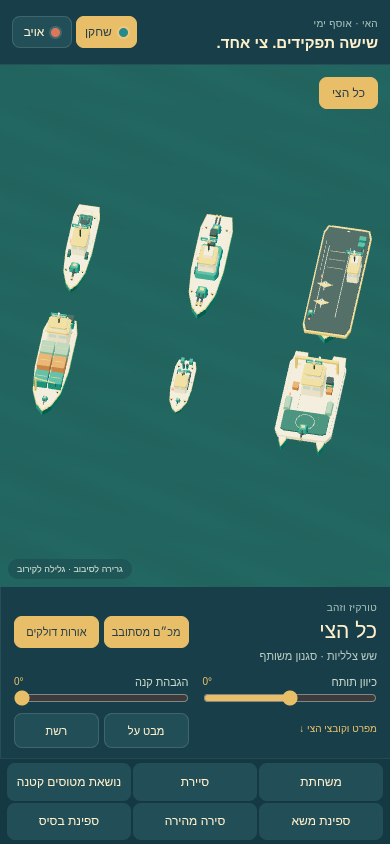 האי · אוסף ימי
שישה תפקידים. צי אחד.
שחקן
אויב
כל הצי
גרירה לסיבוב · גלילה לקירוב
טורקיז וזהב
כל הצי
שש צלליות · סגנון משותף
מכ״ם מסתובב
אורות דולקים
כיוון תותח
0°
הגבהת קנה
0°
מפרט וקובצי הצי ↓
מבט על
רשת
משחתת
סיירת
נושאת מטוסים קטנה
ספינת משא
סירה מהירה
ספינת בסיס